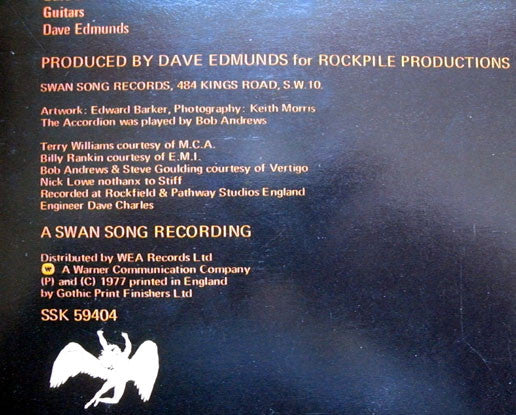 Guitars
Dave Edmunds
PRODUCED BY DAVE EDMUNDS for ROCKPILE PRODUCTIONS
SWAN SONG RECORDS, 484 KINGS ROAD, S.W.10.
Artwork: Edward Barker, Photography: Keith Morris
The Accordion was played by Bob Andrews
Terry Williams courtesy of M.C.A.
Billy Rankin courtesy of E.M.I.
Bob Andrews & Steve Goulding courtesy of Vertigo
Nick Lowe nothanx to Stiff
Recorded at Rockfield & Pathway Studios England
Engineer Dave Charles
A SWAN SONG RECORDING
Distributed by WEA Records Ltd
A Warner Communication Company
(P) and (C) 1977 printed in England
by Gothic Print Finishers Ltd
SSK 59404